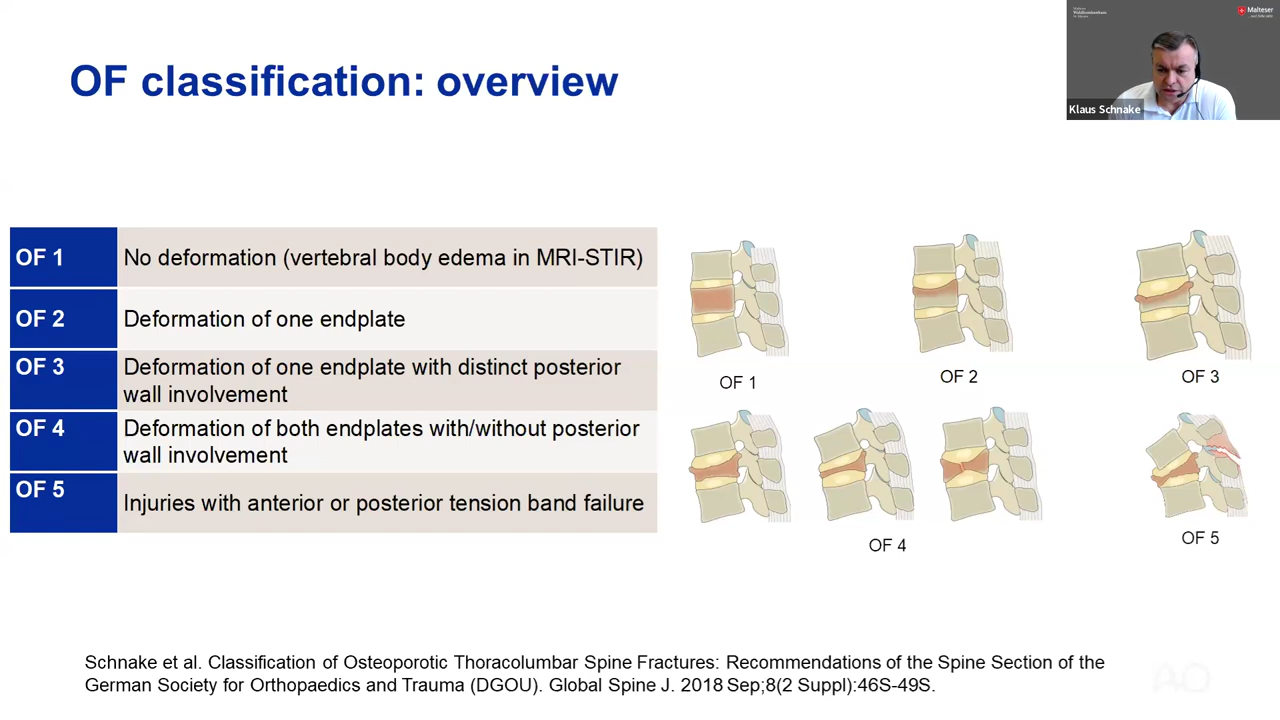 OF classification: overview
Malteser
Klaus Schnake
OF 1
No deformation (vertebral body edema in MRI-STIR)
OF 2
Deformation of one endplate
OF 3
Deformation of one endplate with distinct posterior
wall involvement
OF 4
Deformation of both endplates with/without posterior
wall involvement
OF 5
Injuries with anterior or posterior tension band failure
OF 1
OF 2
OF 3
OF 4
OF 5
Schnake et al. Classification of Osteoporotic Thoracolumbar Spine Fractures: Recommendations of the Spine Section of the
German Society for Orthopaedics and Trauma (DGOU). Global Spine J. 2018 Sep;8(2 Suppl):46S-49S.
AO